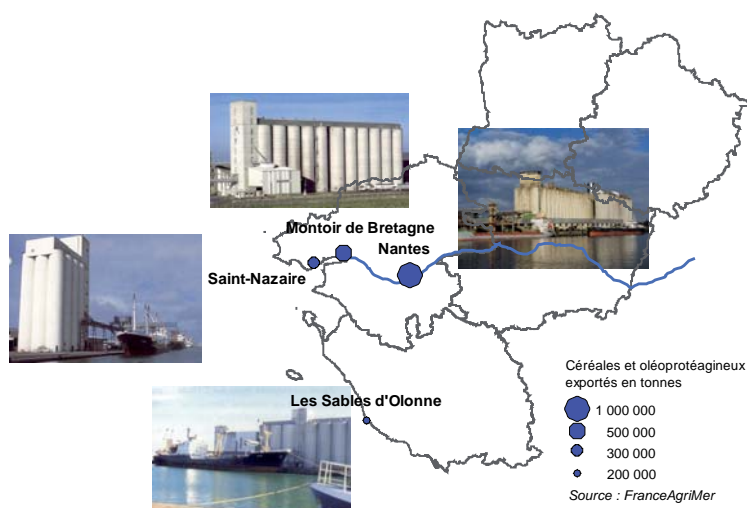 Montoir de Bretagne
Nantes
Saint-Nazaire
Les Sables d'Olonne
Céréales et oléoprotéagineux
exportés en tonnes
1 000 000
500 000
300 000
200 000
Source : FranceAgriMer